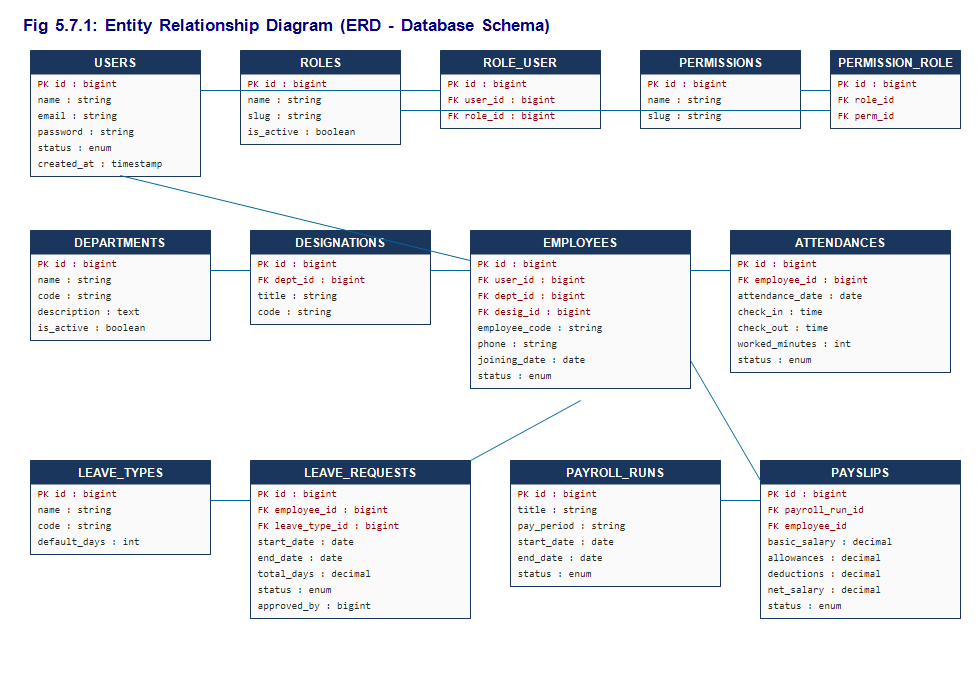 Fig 5.7.1: Entity Relationship Diagram (ERD - Database Schema)
USERS
PK id : bigint
name : string
email : string
password : string
status : enum
created_at : timestamp
ROLES
PK id : bigint
name : string
slug : string
is_active : boolean
ROLE_USER
PK id : bigint
FK user_id : bigint
FK role_id : bigint
PERMISSIONS
PK id : bigint
name : string
slug : string
PERMISSION_ROLE
PK id : bigint
FK role_id
FK perm_id
DEPARTMENTS
PK id : bigint
name : string
code : string
description : text
is_active : boolean
DESIGNATIONS
PK id : bigint
FK dept_id : bigint
title : string
code : string
EMPLOYEES
PK id : bigint
FK user_id : bigint
FK dept_id : bigint
FK desig_id : bigint
employee_code : string
phone : string
joining_date : date
status : enum
ATTENDANCES
PK id : bigint
FK employee_id : bigint
attendance_date : date
check_in : time
check_out : time
worked_minutes : int
status : enum
LEAVE_TYPES
PK id : bigint
name : string
code : string
default_days : int
LEAVE_REQUESTS
PK id : bigint
FK employee_id : bigint
FK leave_type_id : bigint
start_date : date
end_date : date
total_days : decimal
status : enum
approved_by : bigint
PAYROLL_RUNS
PK id : bigint
title : string
pay_period : string
start_date : date
end_date : date
status : enum
PAYSLIPS
PK id : bigint
FK payroll_run_id
FK employee_id
basic_salary : decimal
allowances : decimal
deductions : decimal
net_salary : decimal
status : enum